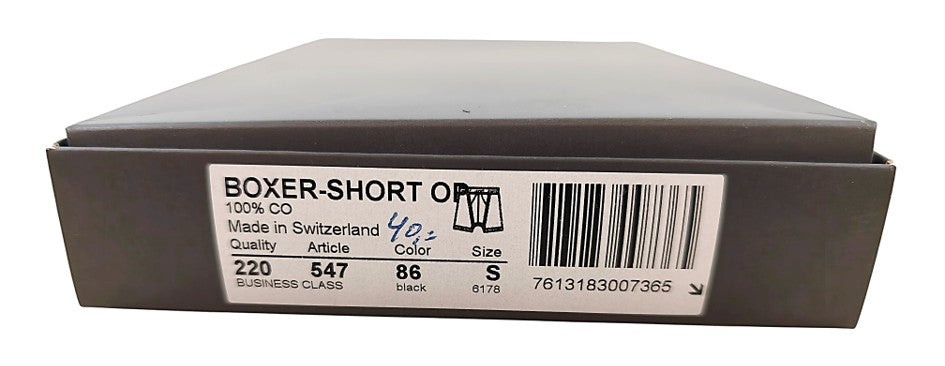 BOXER-SHORT OP
100% CO
Made in Switzerland 40,-
Quality Article Color Size
220 547 86 S
BUSINESS CLASS black 6178
7613183007365